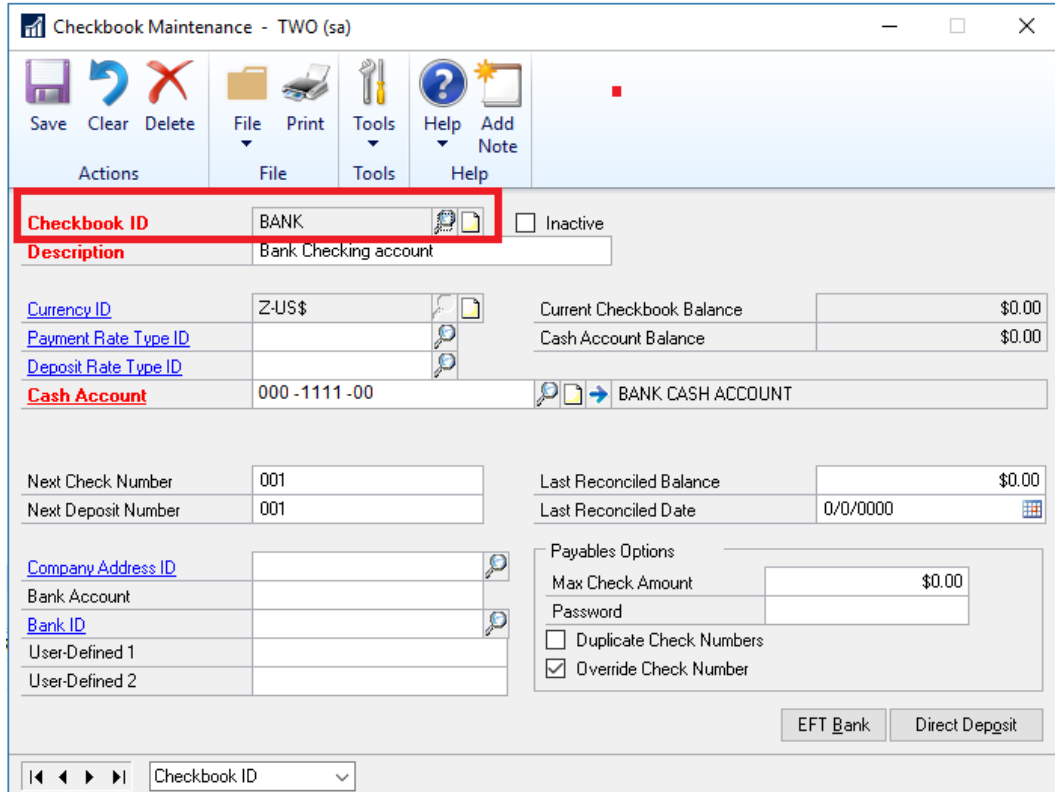 Checkbook Maintenance - TWO (sa)
Save Clear Delete File Print Tools Help Add Note
Actions File Tools Help
Checkbook ID BANK Inactive
Description Bank Checking account
Currency ID Z-US$ Current Checkbook Balance $0.00
Payment Rate Type ID Cash Account Balance $0.00
Deposit Rate Type ID
Cash Account 000 -1111 -00 BANK CASH ACCOUNT
Next Check Number 001 Last Reconciled Balance $0.00
Next Deposit Number 001 Last Reconciled Date 0/0/0000
Payables Options
Company Address ID Max Check Amount $0.00
Bank Account Password
Bank ID Duplicate Check Numbers
User-Defined 1 Override Check Number
User-Defined 2
EFT Bank Direct Deposit
Checkbook ID